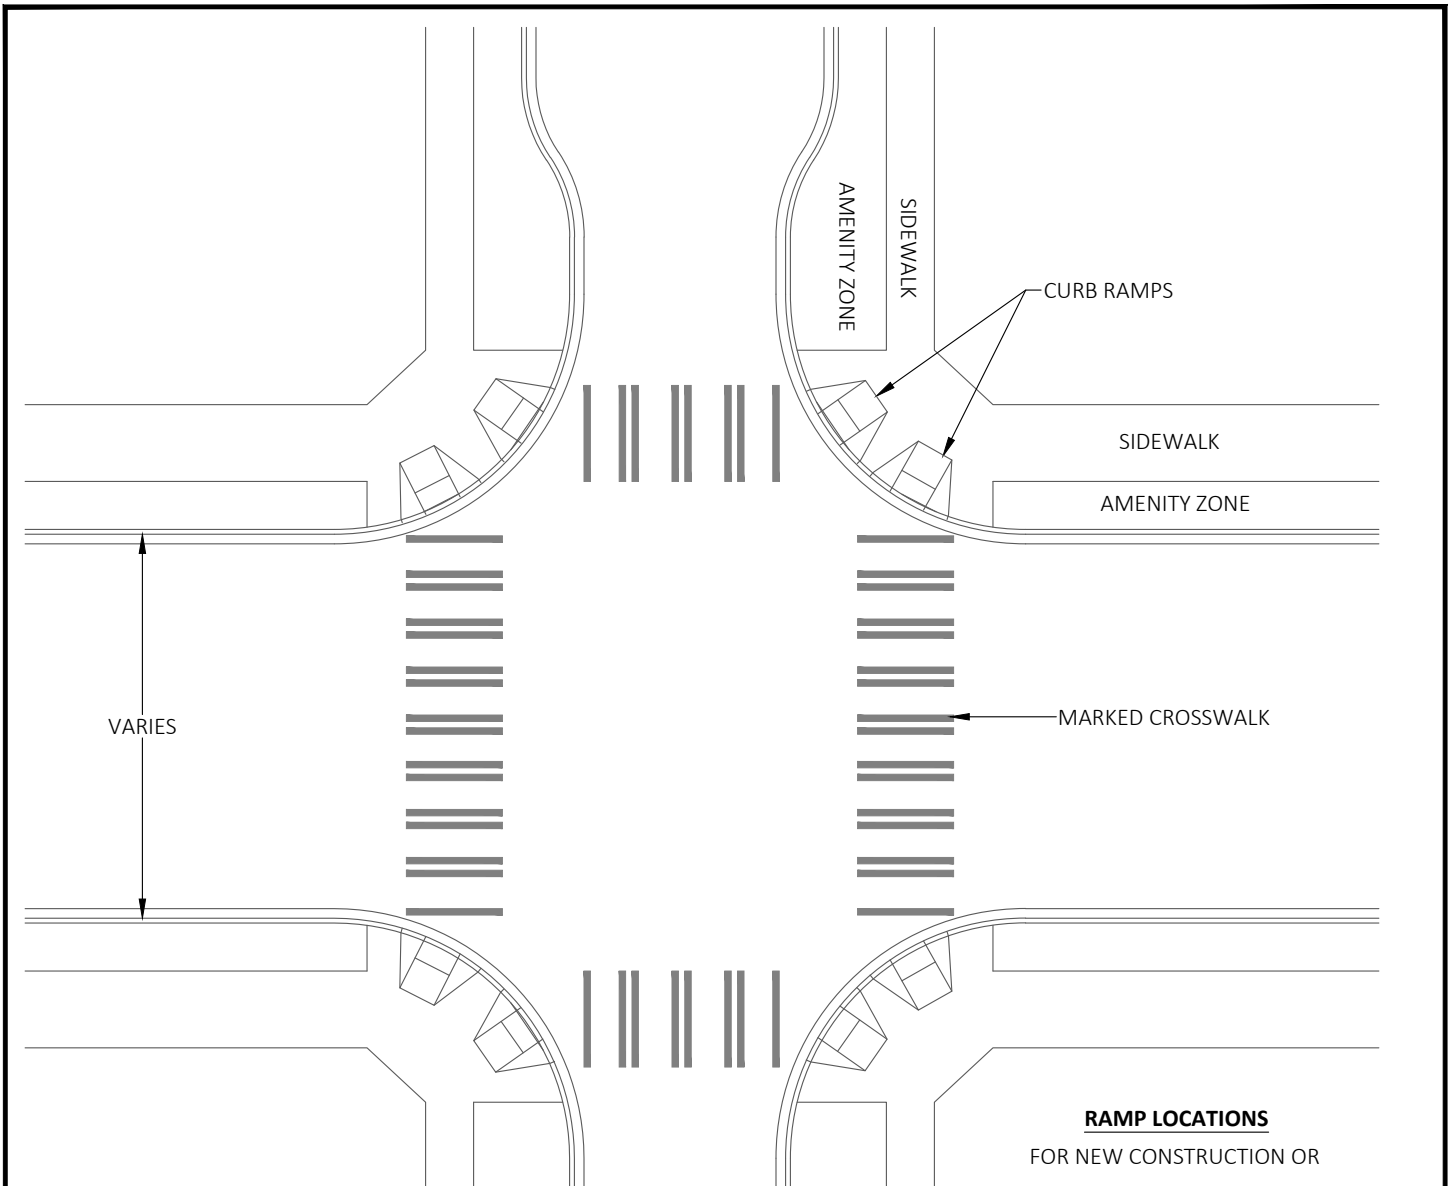 AMENITY ZONE
SIDEWALK
CURB RAMPS
SIDEWALK
AMENITY ZONE
VARIES
MARKED CROSSWALK
RAMP LOCATIONS
FOR NEW CONSTRUCTION OR